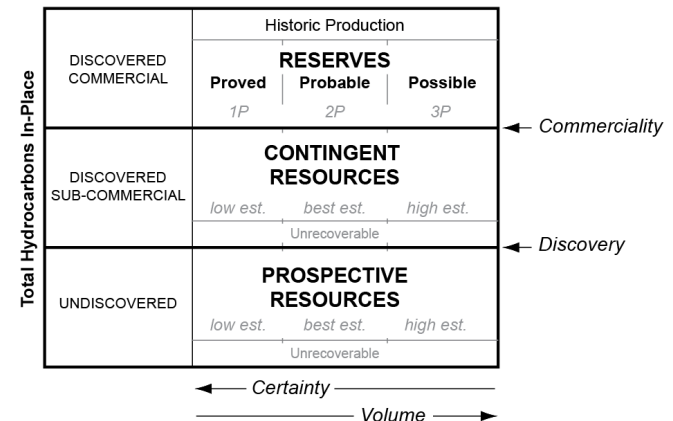 Total Hydrocarbons In-Place
Historic Production
DISCOVERED
COMMERCIAL
RESERVES
Proved Probable Possible
1P 2P 3P
Commerciality
DISCOVERED
SUB-COMMERCIAL
CONTINGENT
RESOURCES
low est. best est. high est.
Unrecoverable
Discovery
UNDISCOVERED
PROSPECTIVE
RESOURCES
low est. best est. high est.
Unrecoverable
Certainty
Volume